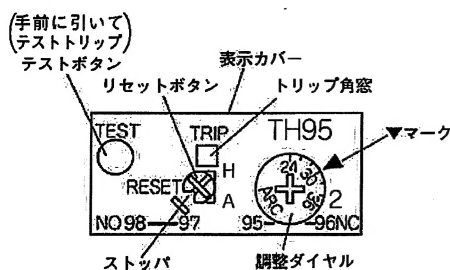 (手前に引いて
テストトリップ)
テストボタン
表示カバー
リセットボタン
トリップ角窓
TEST
TRIP
TH95
▼マーク
H
24 30 36
RESET
A
ARC
2
NO98 97
95 96NC
ストッパ
調整ダイヤル